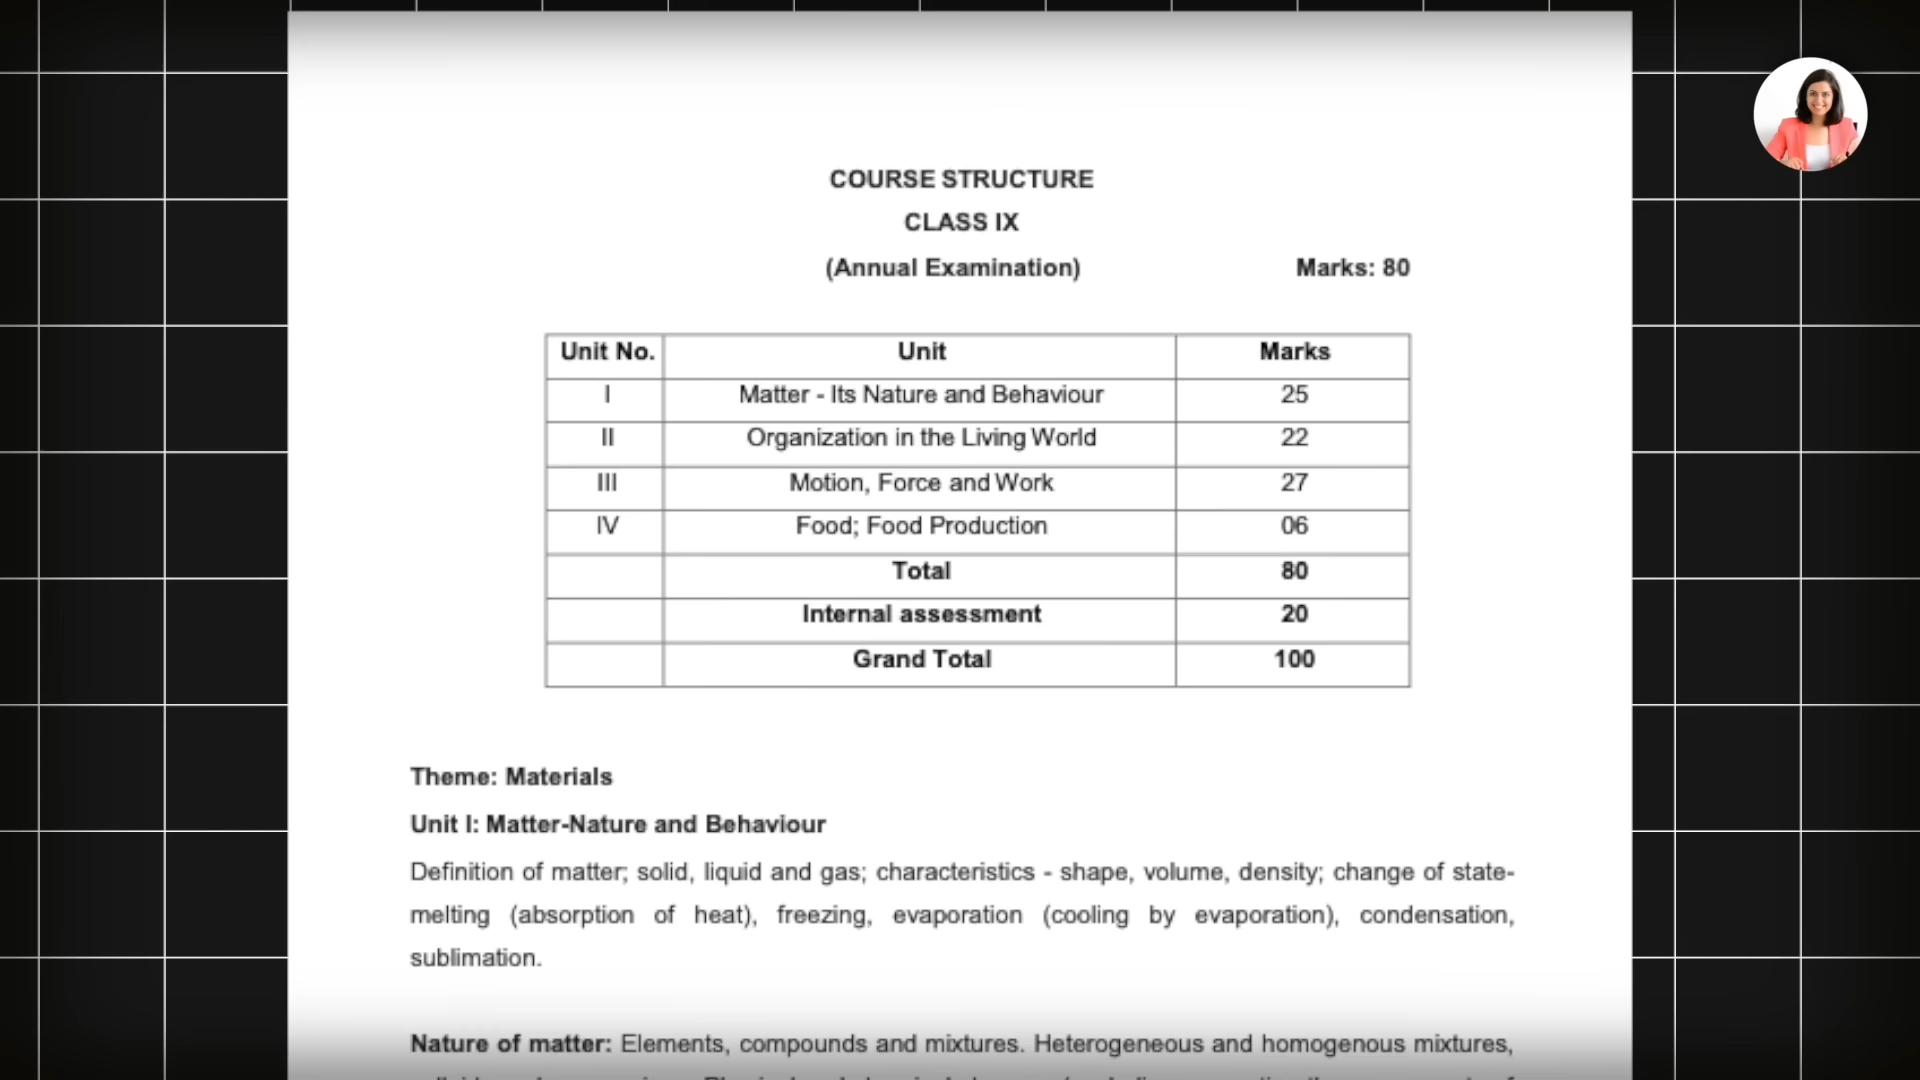 COURSE STRUCTURE
CLASS IX
(Annual Examination) Marks: 80
Unit No. Unit Marks
I Matter - Its Nature and Behaviour 25
II Organization in the Living World 22
III Motion, Force and Work 27
IV Food; Food Production 06
Total 80
Internal assessment 20
Grand Total 100
Theme: Materials
Unit I: Matter-Nature and Behaviour
Definition of matter; solid, liquid and gas; characteristics - shape, volume, density; change of state-
melting (absorption of heat), freezing, evaporation (cooling by evaporation), condensation,
sublimation.
Nature of matter: Elements, compounds and mixtures. Heterogeneous and homogenous mixtures,